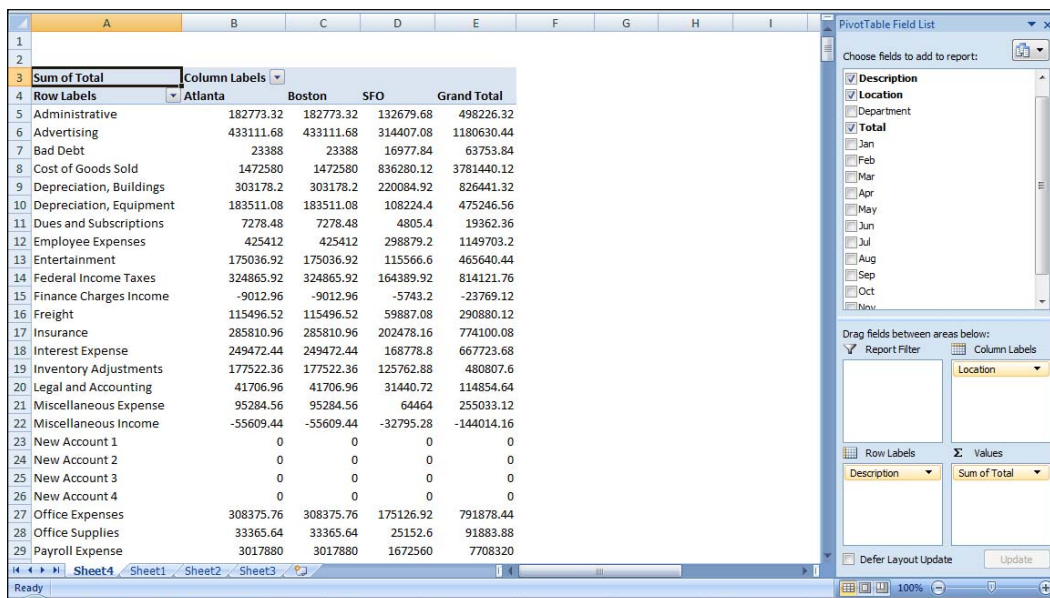 A B C D E F G H I
PivotTable Field List
1
2
Choose fields to add to report:
3 Sum of Total Column Labels
4 Row Labels Atlanta Boston SFO Grand Total
5 Administrative 182773.32 182773.32 132679.68 498226.32
6 Advertising 433111.68 433111.68 314407.08 1180630.44
7 Bad Debt 23388 23388 16977.84 63753.84
8 Cost of Goods Sold 1472580 1472580 836280.12 3781440.12
9 Depreciation, Buildings 303178.2 303178.2 220084.92 826441.32
10 Depreciation, Equipment 183511.08 183511.08 108224.4 475246.56
11 Dues and Subscriptions 7278.48 7278.48 4805.4 19362.36
12 Employee Expenses 425412 425412 298879.2 1149703.2
13 Entertainment 175036.92 175036.92 115566.6 465640.44
14 Federal Income Taxes 324865.92 324865.92 164389.92 814121.76
15 Finance Charges Income -9012.96 -9012.96 -5743.2 -23769.12
16 Freight 115496.52 115496.52 59887.08 290880.12
17 Insurance 285810.96 285810.96 202478.16 774100.08
18 Interest Expense 249472.44 249472.44 168778.8 667723.68
19 Inventory Adjustments 177522.36 177522.36 125762.88 480807.6
20 Legal and Accounting 41706.96 41706.96 31440.72 114854.64
21 Miscellaneous Expense 95284.56 95284.56 64464 255033.12
22 Miscellaneous Income -55609.44 -55609.44 -32795.28 -144014.16
23 New Account 1 0 0 0 0
24 New Account 2 0 0 0 0
25 New Account 3 0 0 0 0
26 New Account 4 0 0 0 0
27 Office Expenses 308375.76 308375.76 175126.92 791878.44
28 Office Supplies 33365.64 33365.64 25152.6 91883.88
29 Payroll Expense 3017880 3017880 1672560 7708320
Description
Location
Department
Total
Jan
Feb
Mar
Apr
May
Jun
Jul
Aug
Sep
Oct
Nov
Drag fields between areas below:
Report Filter Column Labels
Location
Row Labels Σ Values
Description Sum of Total
Defer Layout Update Update
Sheet4 Sheet1 Sheet2 Sheet3
Ready 100%